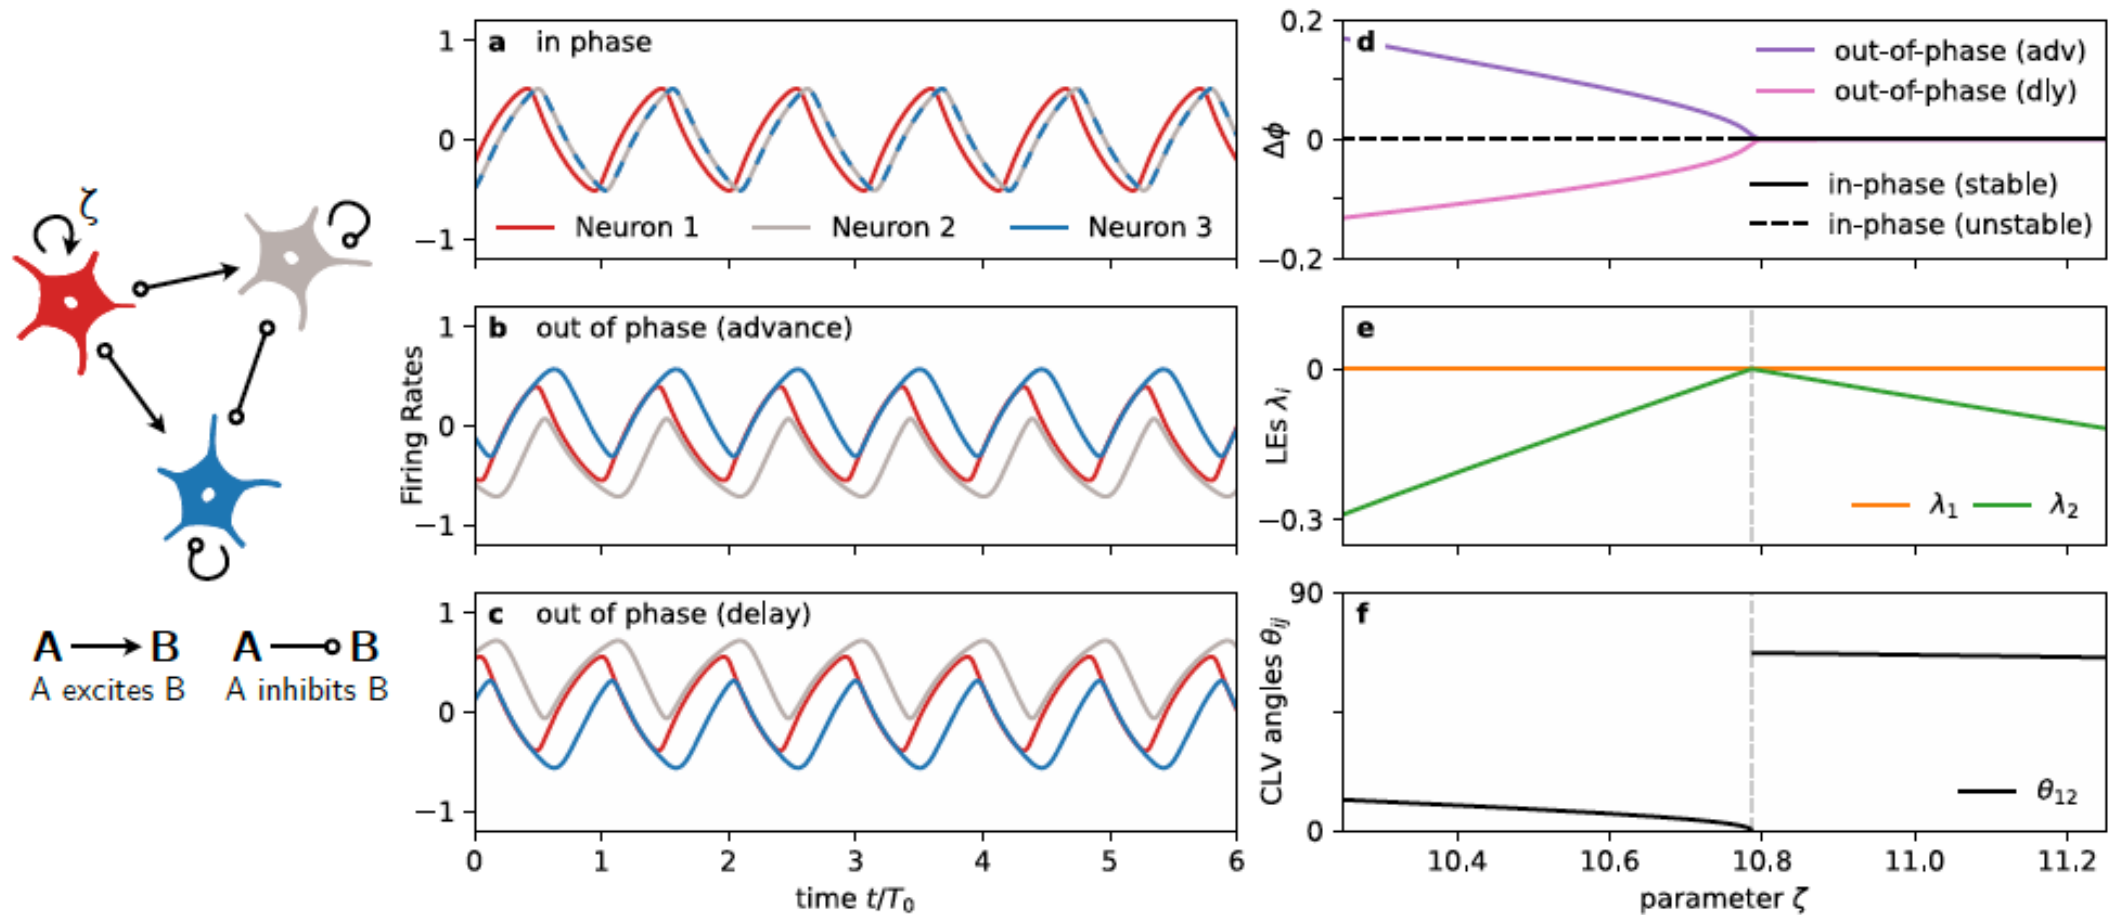 ζ
A B A B
A excites B A inhibits B
Firing Rates
a in phase
1
0
−1
Neuron 1 Neuron 2 Neuron 3
b out of phase (advance)
1
0
−1
c out of phase (delay)
1
0
−1
0 1 2 3 4 5 6
time t/T₀
d
Δϕ
0.2
0
−0.2
out-of-phase (adv)
out-of-phase (dly)
in-phase (stable)
in-phase (unstable)
e
LEs λᵢ
0
−0.3
λ₁ λ₂
f
CLV angles θᵢⱼ
90
0
θ₁₂
10.4 10.6 10.8 11.0 11.2
parameter ζ